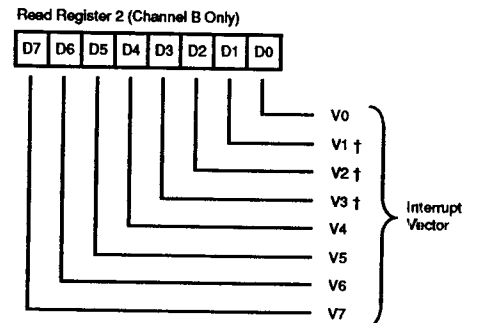 Read Register 2 (Channel B Only)
D7 D6 D5 D4 D3 D2 D1 D0
V0
V1 †
V2 †
V3 †
V4
V5
V6
V7
Interrupt
Vector